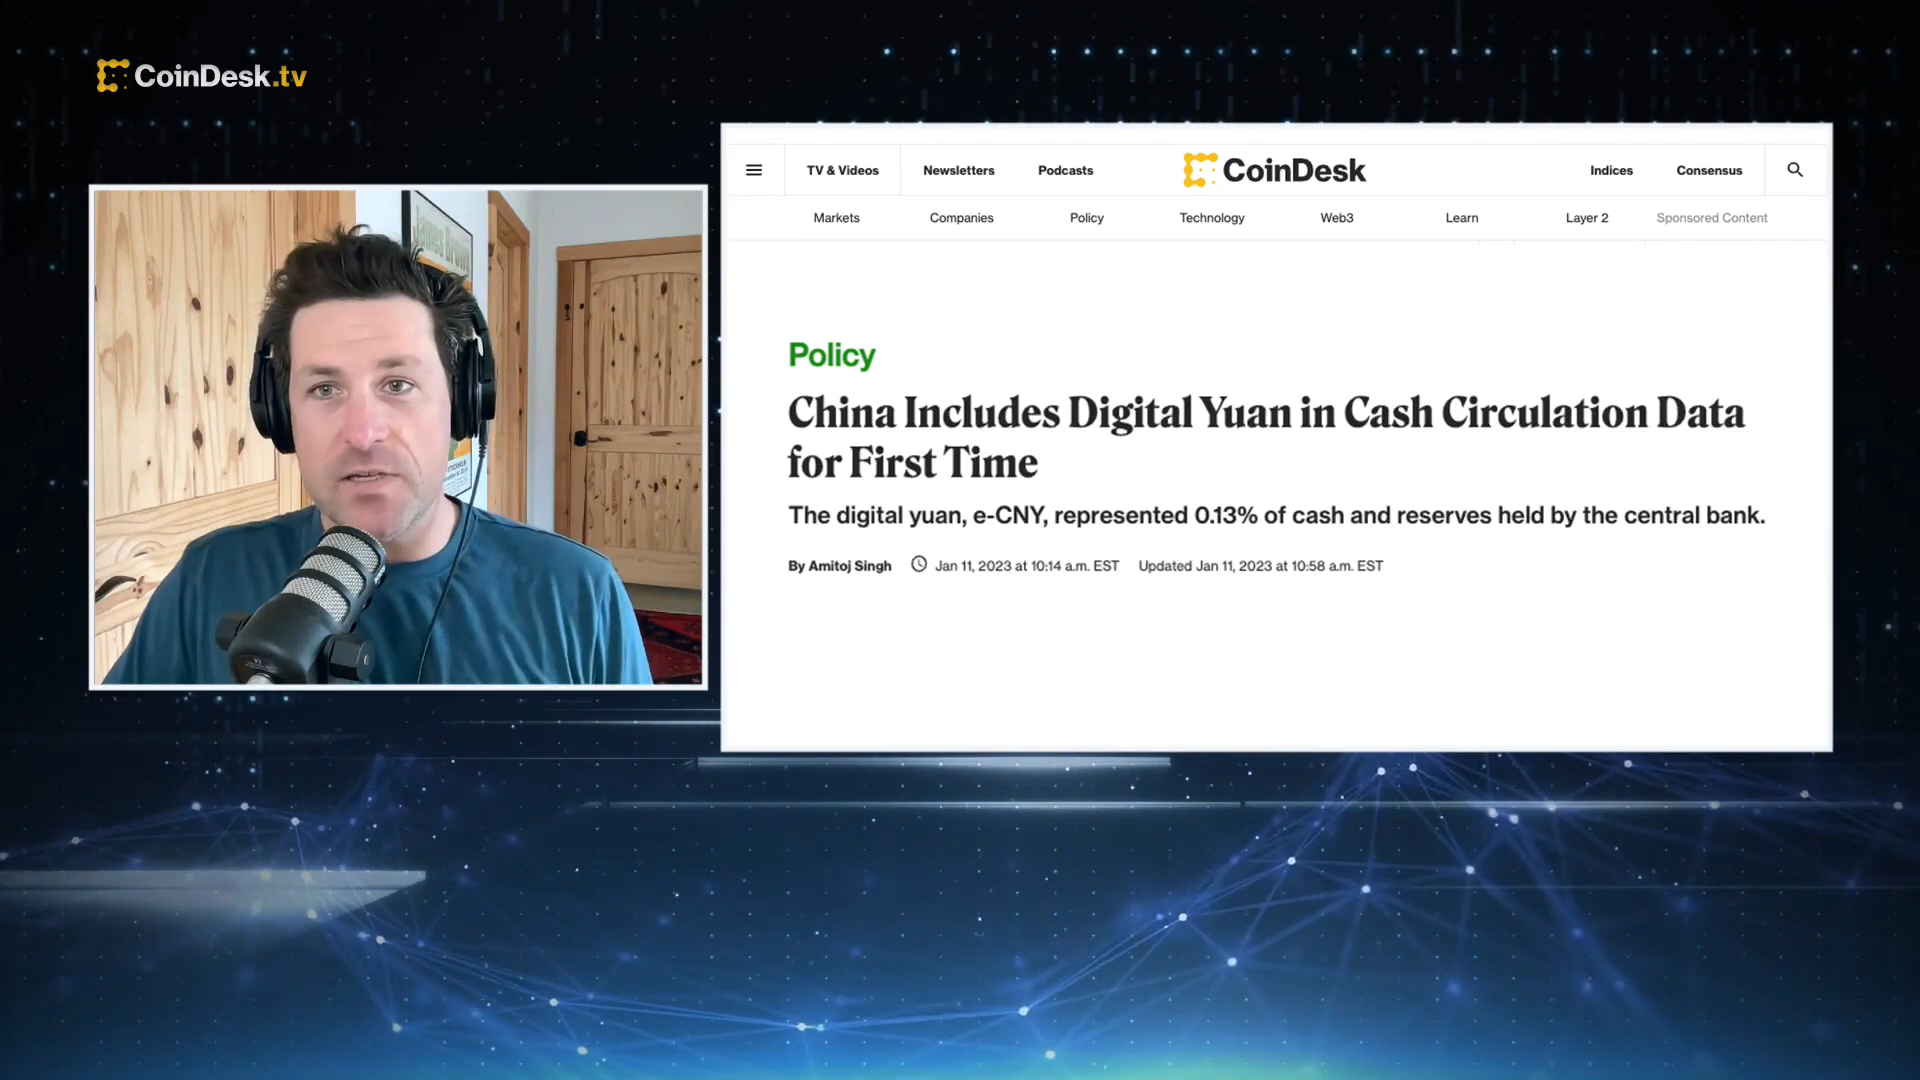 CoinDesk.tv
James Brown
TV & Videos
Newsletters
Podcasts
CoinDesk
Indices
Consensus
Markets
Companies
Policy
Technology
Web3
Learn
Layer 2
Sponsored Content
Policy
China Includes Digital Yuan in Cash Circulation Data
for First Time
The digital yuan, e-CNY, represented 0.13% of cash and reserves held by the central bank.
By Amitoj Singh Jan 11, 2023 at 10:14 a.m. EST Updated Jan 11, 2023 at 10:58 a.m. EST